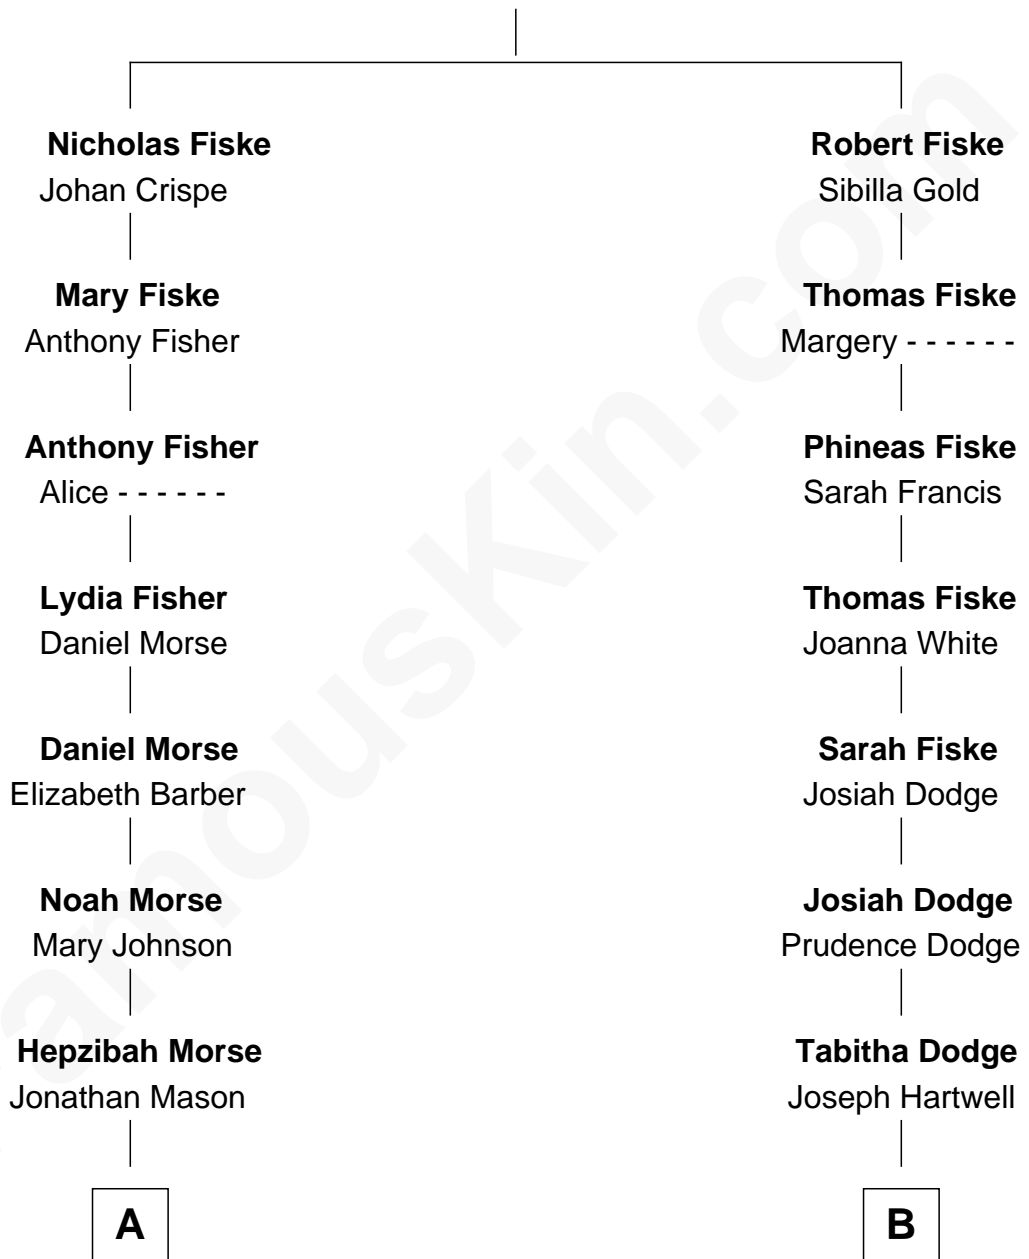 Nicholas Fiske
Johan Crispe
Mary Fiske
Anthony Fisher
Anthony Fisher
Alice - - - - - -
Lydia Fisher
Daniel Morse
Daniel Morse
Elizabeth Barber
Noah Morse
Mary Johnson
Hepzibah Morse
Jonathan Mason
A
Robert Fiske
Sibilla Gold
Thomas Fiske
Margery - - - - - -
Phineas Fiske
Sarah Francis
Thomas Fiske
Joanna White
Sarah Fiske
Josiah Dodge
Josiah Dodge
Prudence Dodge
Tabitha Dodge
Joseph Hartwell
B
amousKin.com